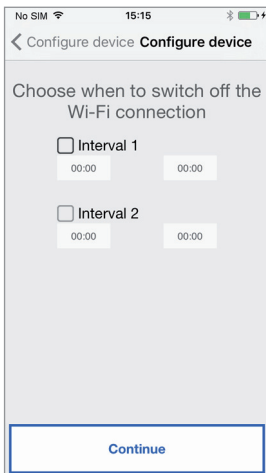 No SIM 15:15
Configure device Configure device
Choose when to switch off the
Wi-Fi connection
Interval 1
00:00 00:00
Interval 2
00:00 00:00
Continue